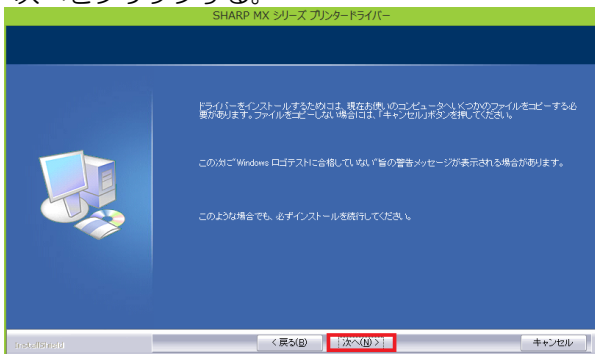 次へをクリックする。
SHARP MX シリーズ プリンタードライバー
ドライバーをインストールするためには、現在お使いのコンピュータへいくつかのファイルをコピーする必
要があります。ファイルをコピーしない場合には、「キャンセル」ボタンを押してください。
この次に"Windows ロゴテストに合格していない"旨の警告メッセージが表示される場合があります。
このような場合でも、必ずインストールを続行してください。
InstallShield
< 戻る(B) 次へ(N) > キャンセル